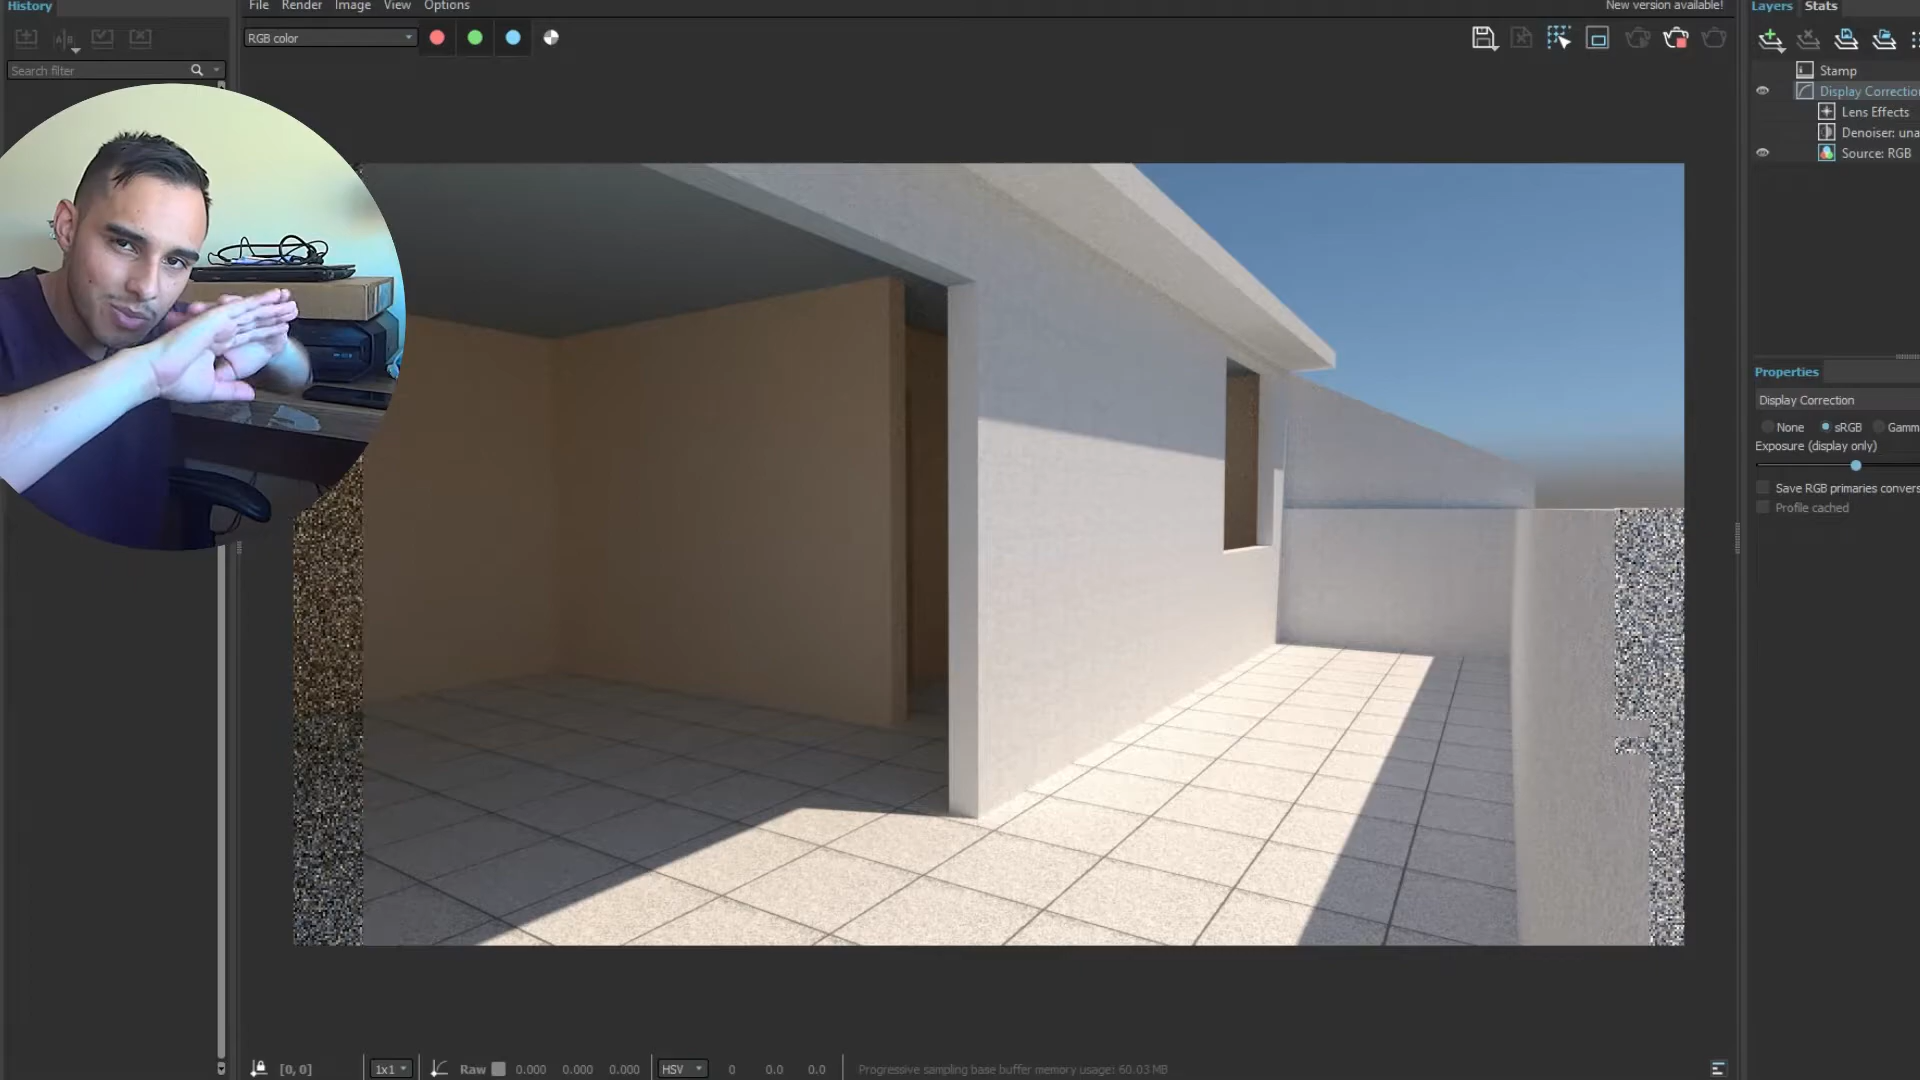 History
File Render Image View Options
New version available!
Layers Stats
RGB color
Search filter
Stamp
Display Correctio
Lens Effects
Denoiser: una
Source: RGB
Properties
Display Correction
None sRGB Gamm
Exposure (display only)
Save RGB primaries convers
Profile cached
[0, 0] 1x1 Raw 0.000 0.000 0.000 HSV 0 0.0 0.0 Progressive sampling base buffer memory usage: 60.03 MB